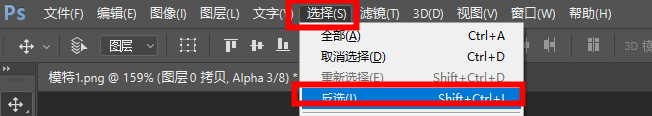 Ps 文件(F) 编辑(E) 图像(I) 图层(L) 文字(Y) 选择(S) 滤镜(T) 3D(D) 视图(V) 窗口(W) 帮助(H)
图层
全部(A) Ctrl+A
取消选择(D) Ctrl+D
3D 模
模特1.png @ 159% (图层 0 拷贝, Alpha 3/8) *
重新选择(E) Shift+Ctrl+D
反选(I) Shift+Ctrl+I